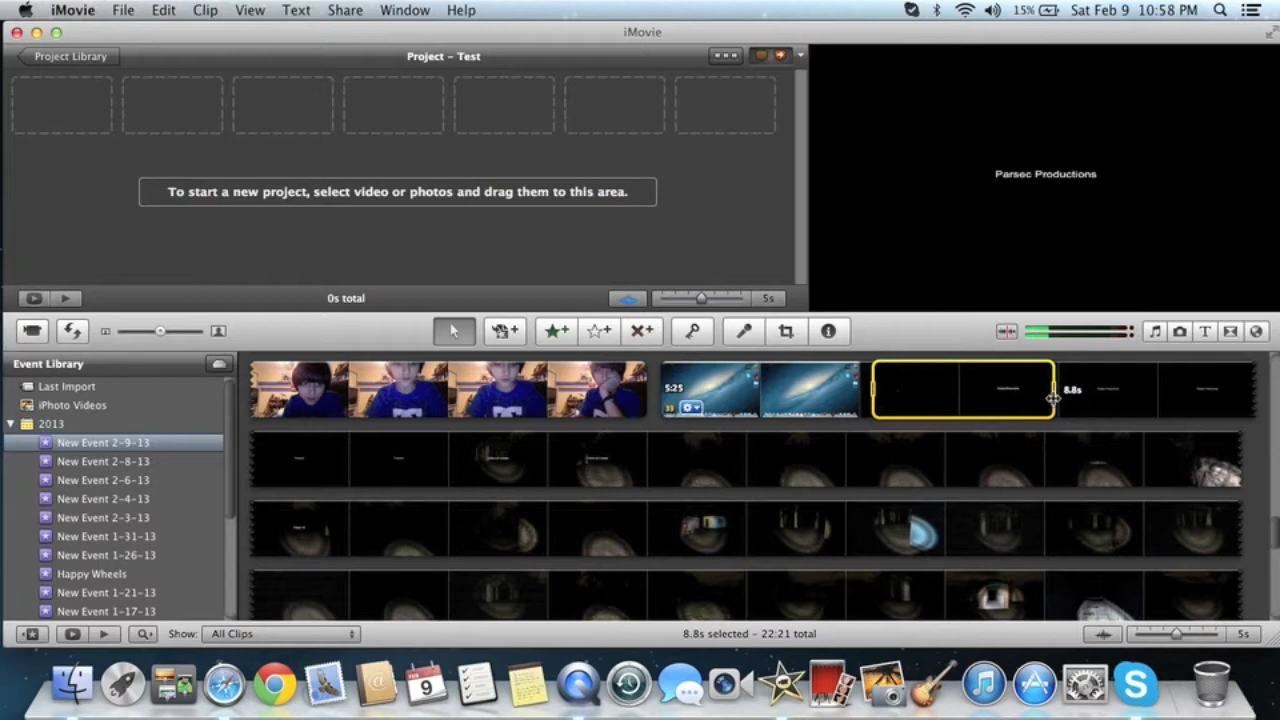 iMovie File Edit Clip View Text Share Window Help 15% Sat Feb 9 10:58 PM
iMovie
Project Library
Project - Test
To start a new project, select video or photos and drag them to this area.
Parsec Productions
0s total
5s
Event Library
Last Import
iPhoto Videos
2013
New Event 2-9-13
New Event 2-8-13
New Event 2-6-13
New Event 2-4-13
New Event 2-3-13
New Event 1-31-13
New Event 1-26-13
Happy Wheels
New Event 1-21-13
New Event 1-17-13
5:25
33
8.8s
Show: All Clips
8.8s selected - 22:21 total
5s
FEB
9